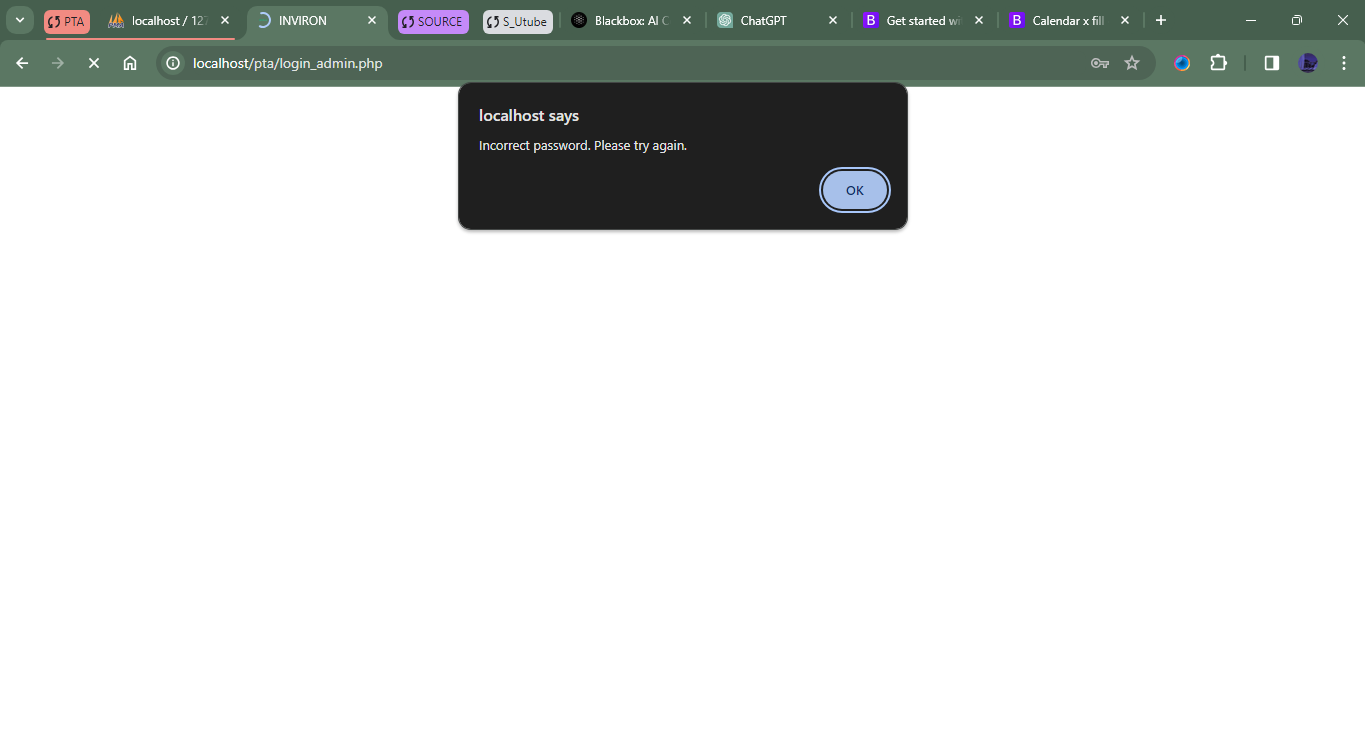 PTA
localhost / 127
INVIRON
SOURCE
S_Utube
Blackbox: AI C
ChatGPT
Get started wi
Calendar x fill
localhost/pta/login_admin.php
localhost says
Incorrect password. Please try again.
OK